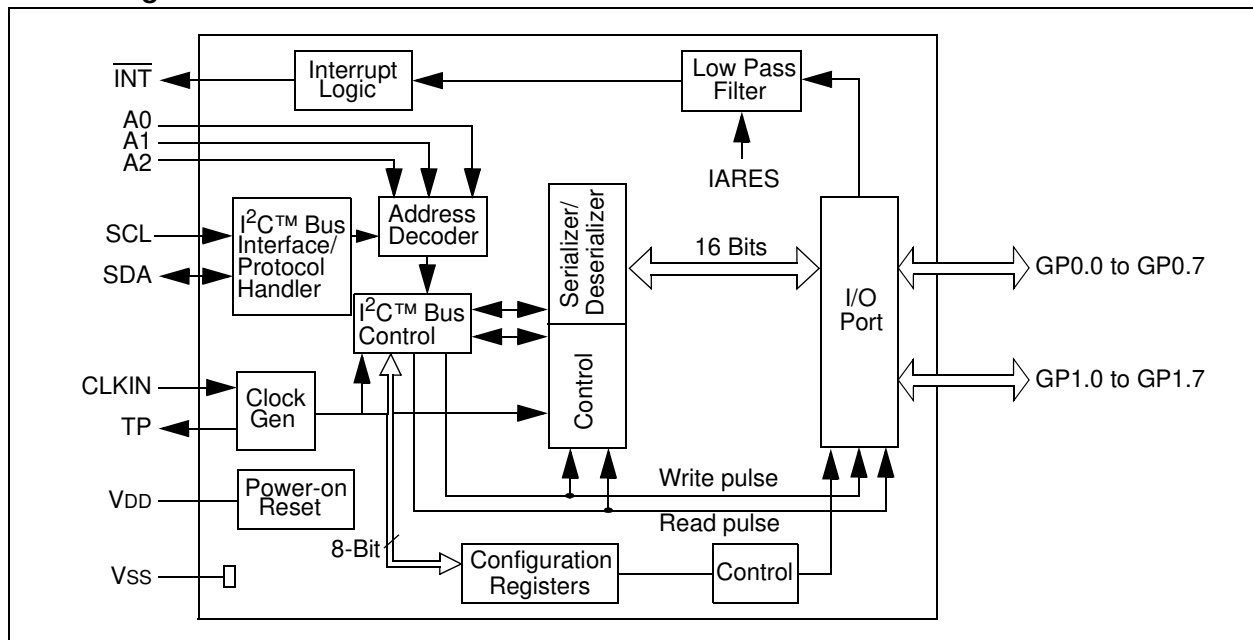 INT
Interrupt
Logic
Low Pass
Filter
A0
A1
A2
IARES
SCL
SDA
I²C™ Bus
Interface/
Protocol
Handler
Address
Decoder
Serializer/
Deserializer
16 Bits
I/O
Port
GP0.0 to GP0.7
I²C™ Bus
Control
Control
GP1.0 to GP1.7
CLKIN
TP
Clock
Gen
VDD
Power-on
Reset
Write pulse
Read pulse
8-Bit
Configuration
Registers
Control
VSS